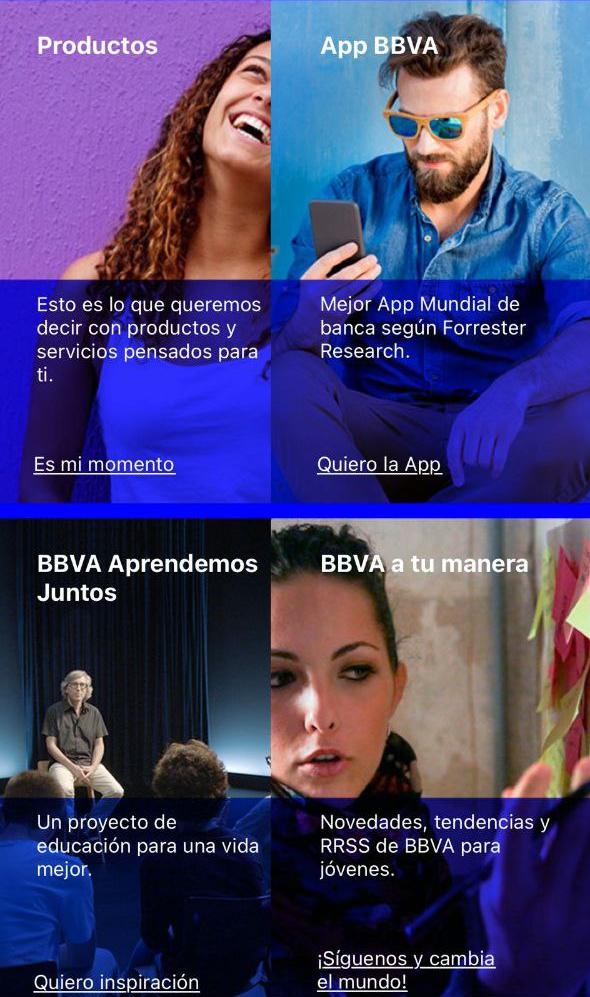 Productos
Esto es lo que queremos
decir con productos y
servicios pensados para
ti.
Es mi momento
App BBVA
Mejor App Mundial de
banca según Forrester
Research.
Quiero la App
BBVA Aprendemos
Juntos
Un proyecto de
educación para una vida
mejor.
Quiero inspiración
BBVA a tu manera
Novedades, tendencias y
RRSS de BBVA para
jóvenes.
¡Síguenos y cambia
el mundo!